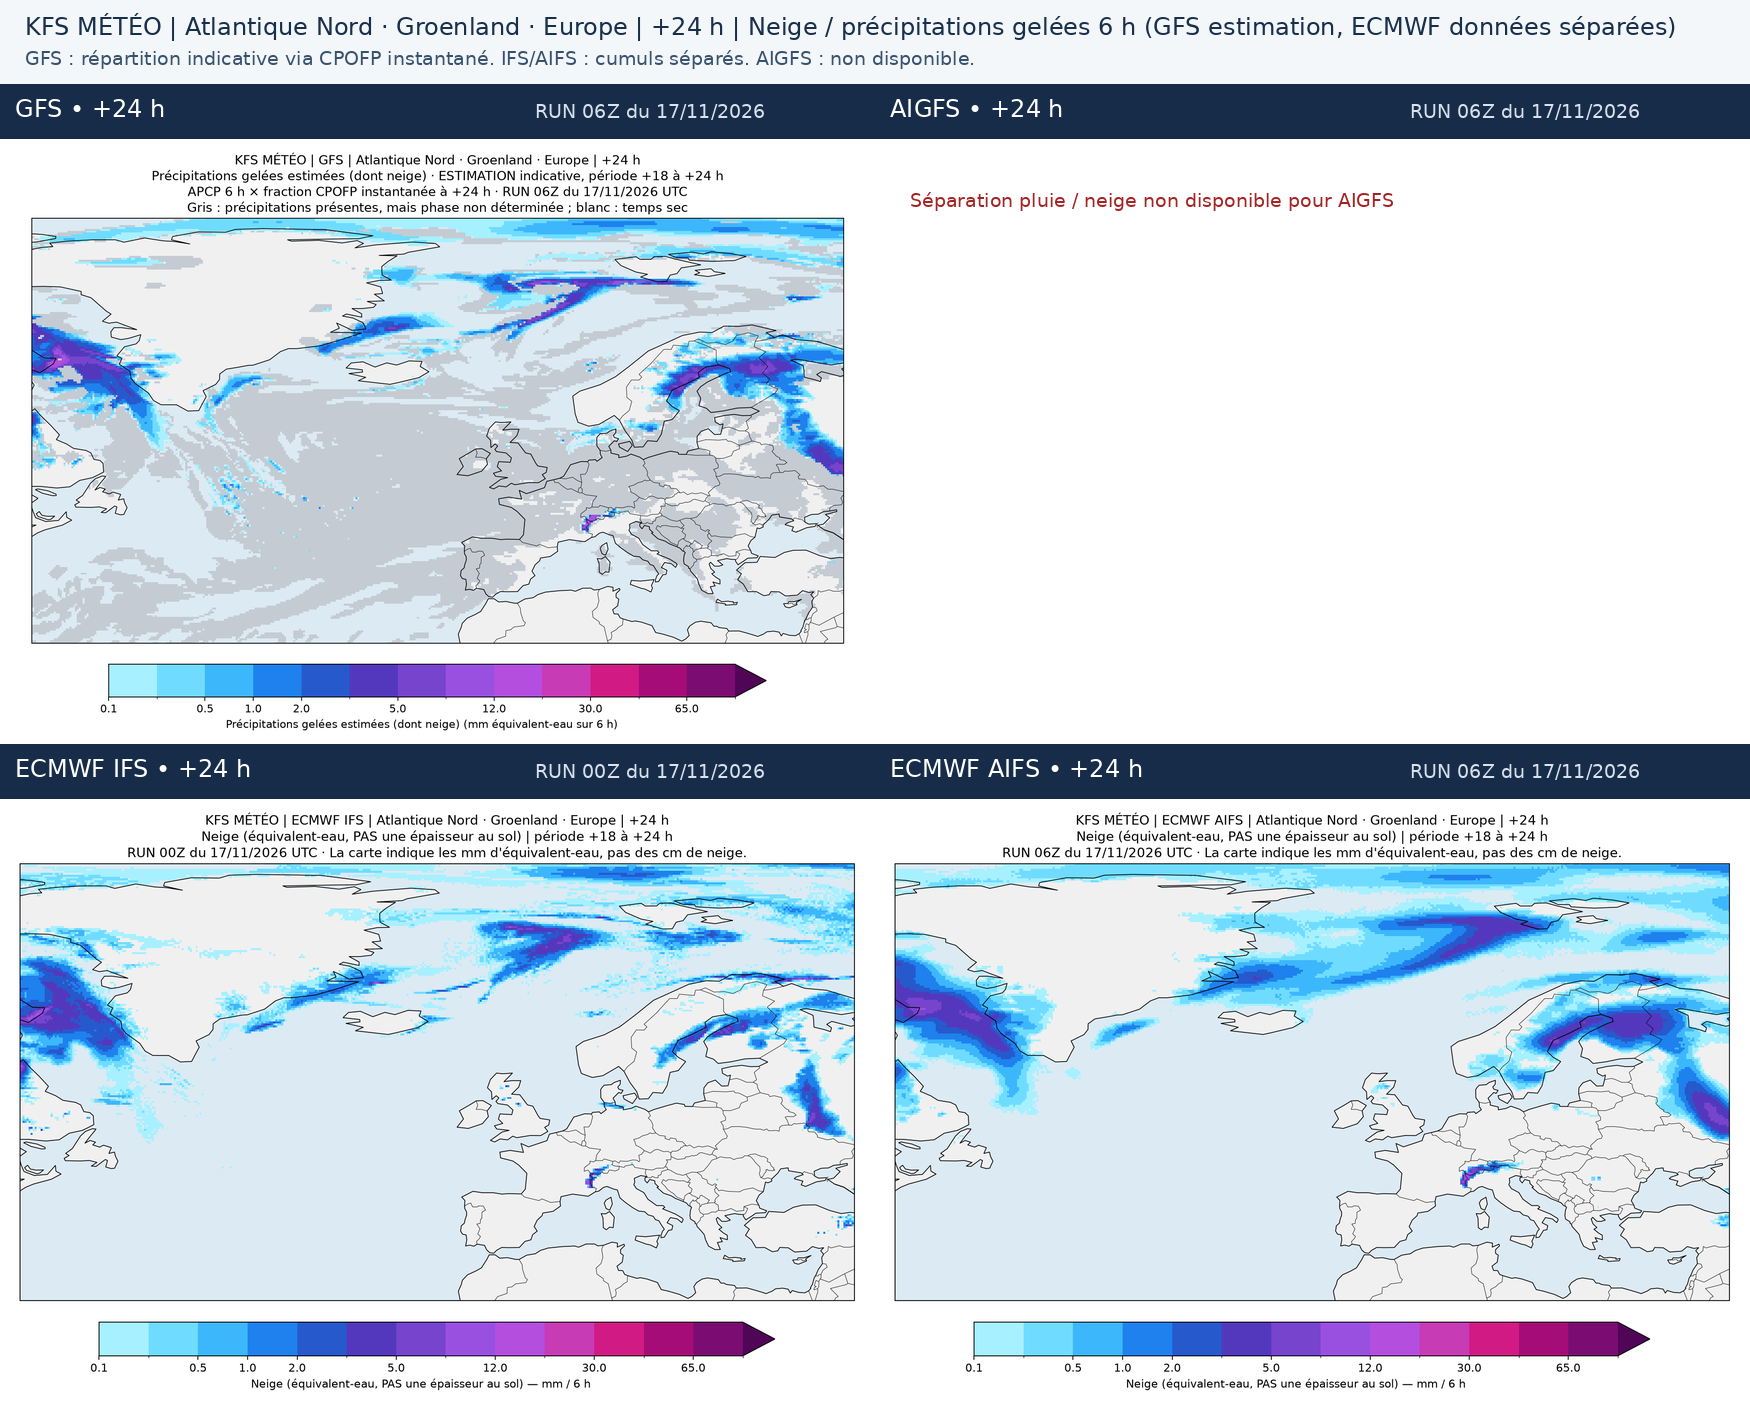 KFS MÉTÉO | Atlantique Nord · Groenland · Europe | +24 h | Neige / précipitations gelées 6 h (GFS estimation, ECMWF données séparées)
GFS : répartition indicative via CPOFP instantané. IFS/AIFS : cumuls séparés. AIGFS : non disponible.
GFS • +24 h
RUN 06Z du 17/11/2026
AIGFS • +24 h
RUN 06Z du 17/11/2026
KFS MÉTÉO | GFS | Atlantique Nord · Groenland · Europe | +24 h
Précipitations gelées estimées (dont neige) · ESTIMATION indicative, période +18 à +24 h
APCP 6 h × fraction CPOFP instantanée à +24 h · RUN 06Z du 17/11/2026 UTC
Gris : précipitations présentes, mais phase non déterminée ; blanc : temps sec
Séparation pluie / neige non disponible pour AIGFS
0.1 0.5 1.0 2.0 5.0 12.0 30.0 65.0
Précipitations gelées estimées (dont neige) (mm équivalent-eau sur 6 h)
ECMWF IFS • +24 h
RUN 00Z du 17/11/2026
ECMWF AIFS • +24 h
RUN 06Z du 17/11/2026
KFS MÉTÉO | ECMWF IFS | Atlantique Nord · Groenland · Europe | +24 h
Neige (équivalent-eau, PAS une épaisseur au sol) | période +18 à +24 h
RUN 00Z du 17/11/2026 UTC · La carte indique les mm d'équivalent-eau, pas des cm de neige.
0.1 0.5 1.0 2.0 5.0 12.0 30.0 65.0
Neige (équivalent-eau, PAS une épaisseur au sol) — mm / 6 h
KFS MÉTÉO | ECMWF AIFS | Atlantique Nord · Groenland · Europe | +24 h
Neige (équivalent-eau, PAS une épaisseur au sol) | période +18 à +24 h
RUN 06Z du 17/11/2026 UTC · La carte indique les mm d'équivalent-eau, pas des cm de neige.
0.1 0.5 1.0 2.0 5.0 12.0 30.0 65.0
Neige (équivalent-eau, PAS une épaisseur au sol) — mm / 6 h